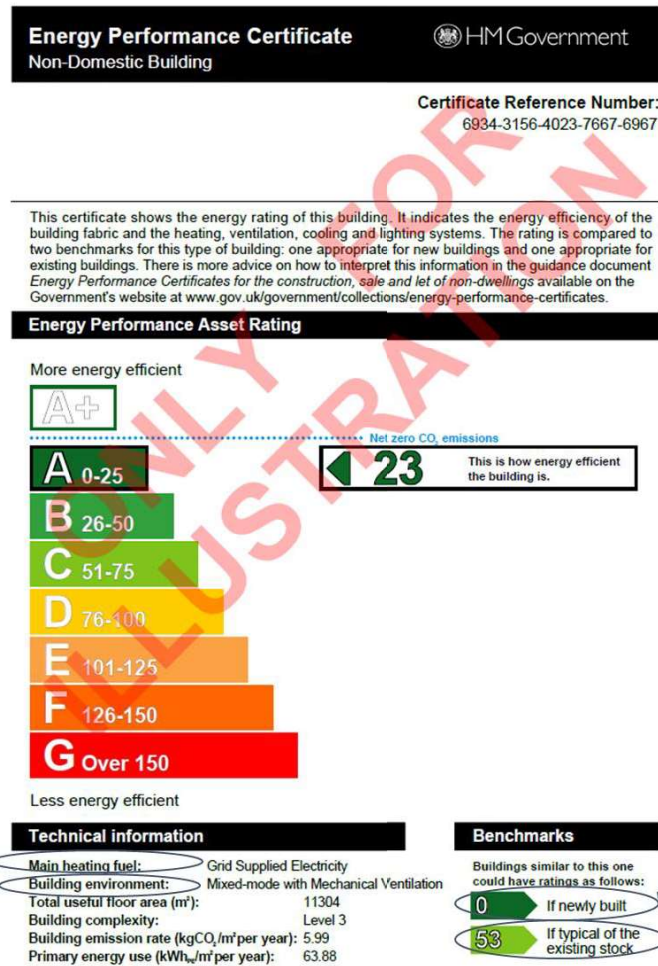 Energy Performance Certificate
HM Government
Non-Domestic Building
Certificate Reference Number:
6934-3156-4023-7667-6967
This certificate shows the energy rating of this building. It indicates the energy efficiency of the
building fabric and the heating, ventilation, cooling and lighting systems. The rating is compared to
two benchmarks for this type of building: one appropriate for new buildings and one appropriate for
existing buildings. There is more advice on how to interpret this information in the guidance document
Energy Performance Certificates for the construction, sale and let of non-dwellings available on the
Government's website at www.gov.uk/government/collections/energy-performance-certificates.
Energy Performance Asset Rating
More energy efficient
A+
Net zero CO₂ emissions
A 0-25
23
This is how energy efficient
the building is.
B 26-50
C 51-75
D 76-100
E 101-125
F 126-150
G Over 150
Less energy efficient
ONLY FOR
ILLUSTRATION
Technical information
Main heating fuel: Grid Supplied Electricity
Building environment: Mixed-mode with Mechanical Ventilation
Total useful floor area (m²): 11304
Building complexity: Level 3
Building emission rate (kgCO₂/m²per year): 5.99
Primary energy use (kWhₚₑ/m²per year): 63.88
Benchmarks
Buildings similar to this one
could have ratings as follows:
0 If newly built
53 If typical of the
existing stock